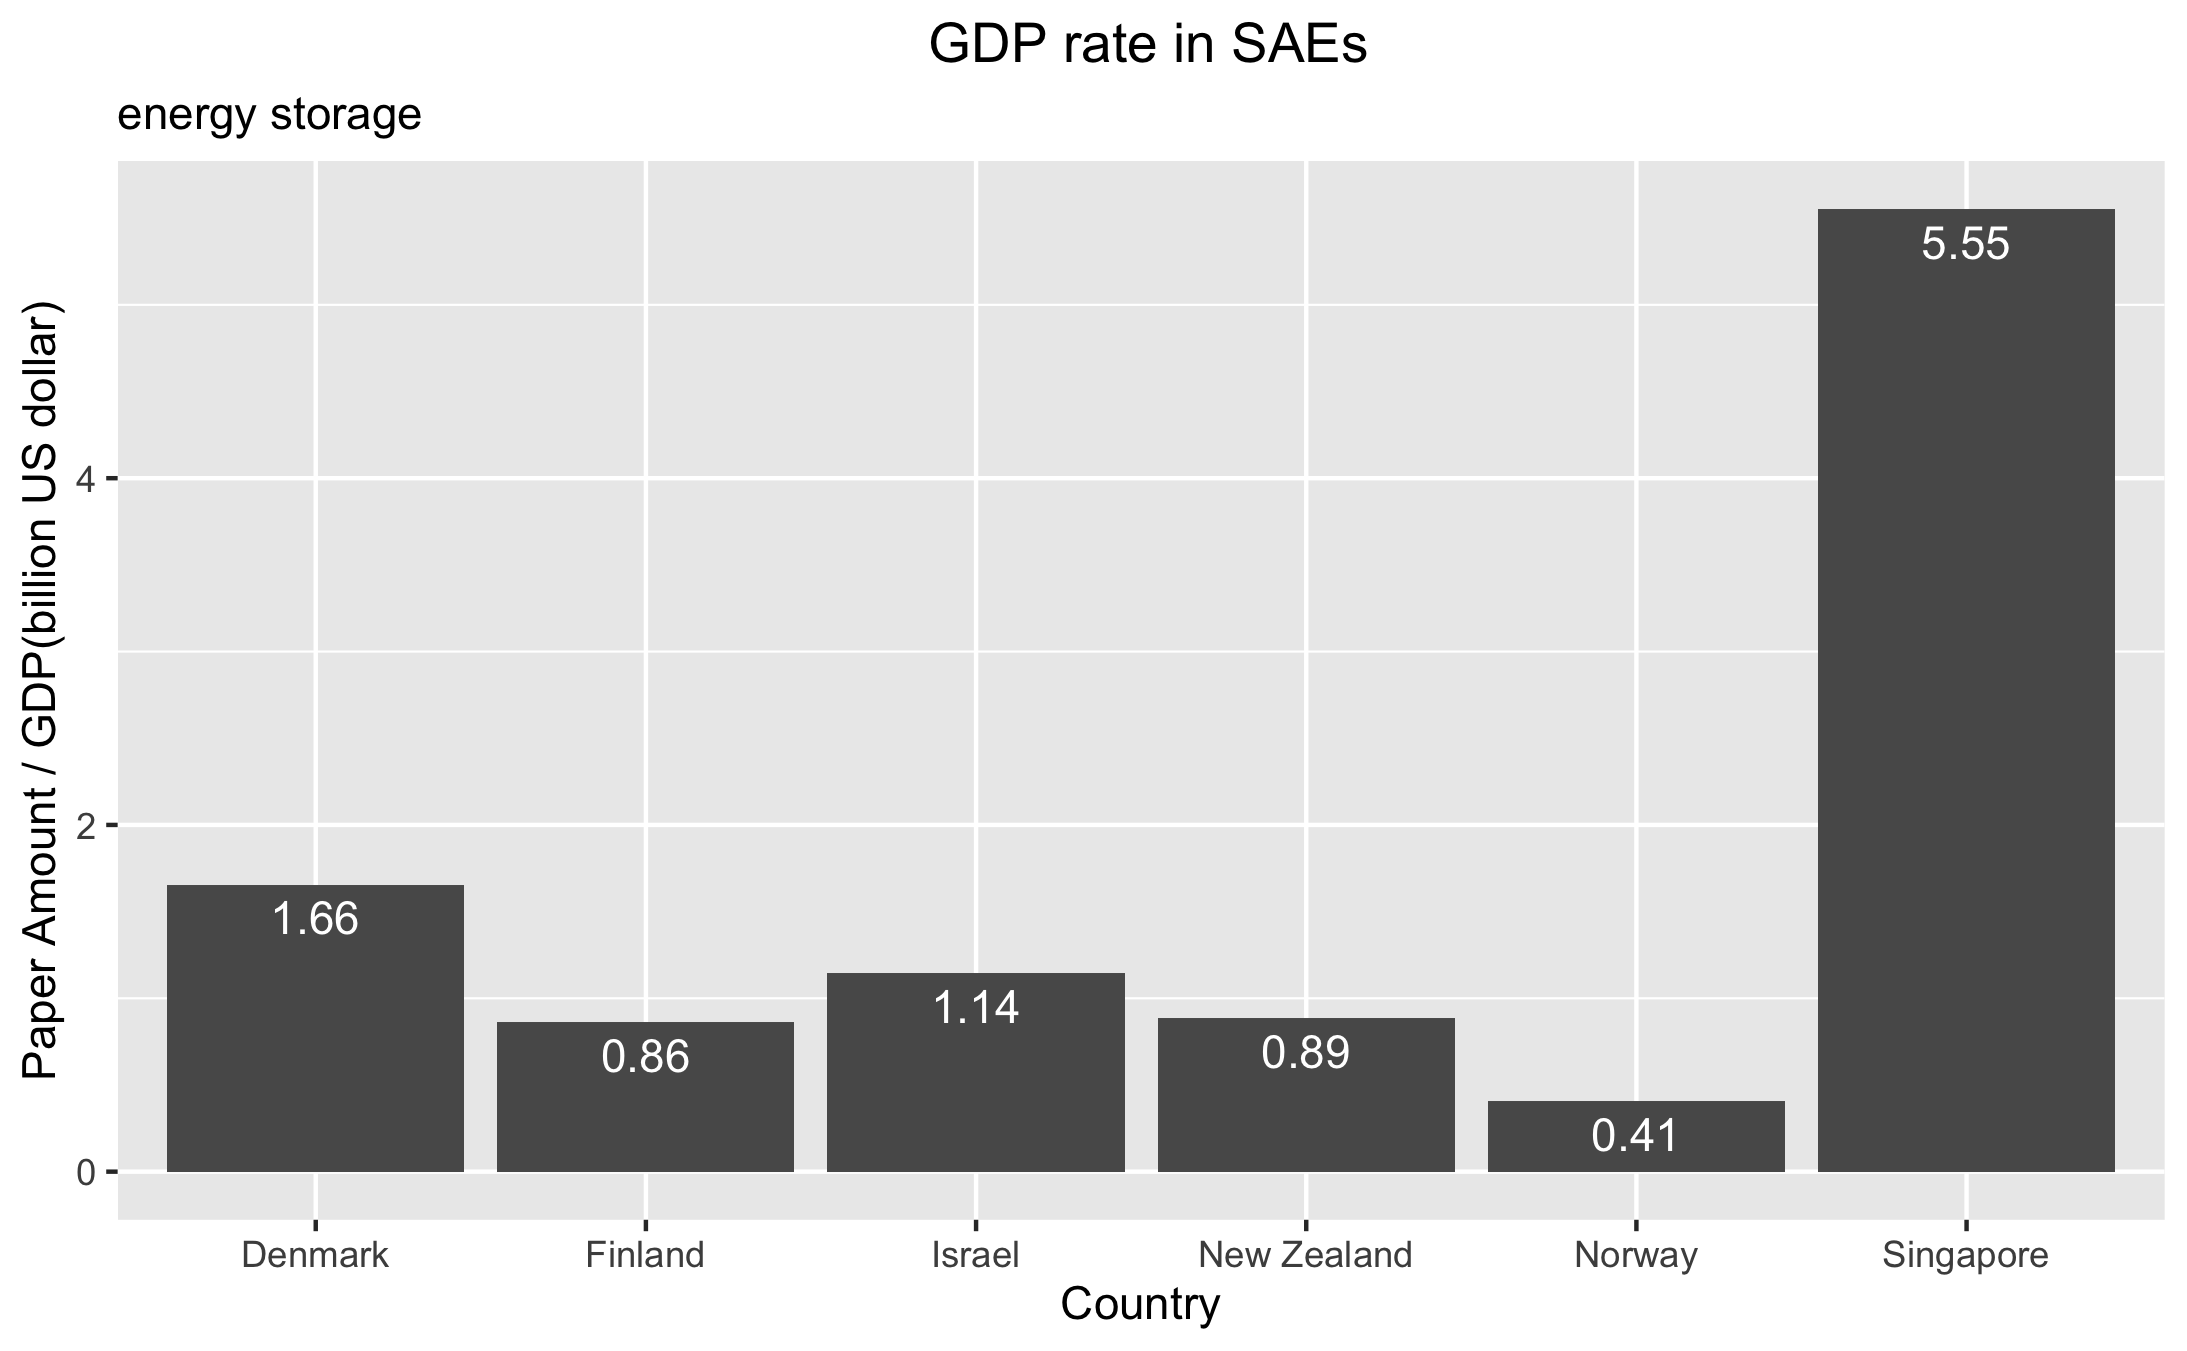 GDP rate in SAEs
energy storage
Paper Amount / GDP(billion US dollar)
4
2
0
1.66
0.86
1.14
0.89
0.41
5.55
Denmark
Finland
Israel
New Zealand
Norway
Singapore
Country